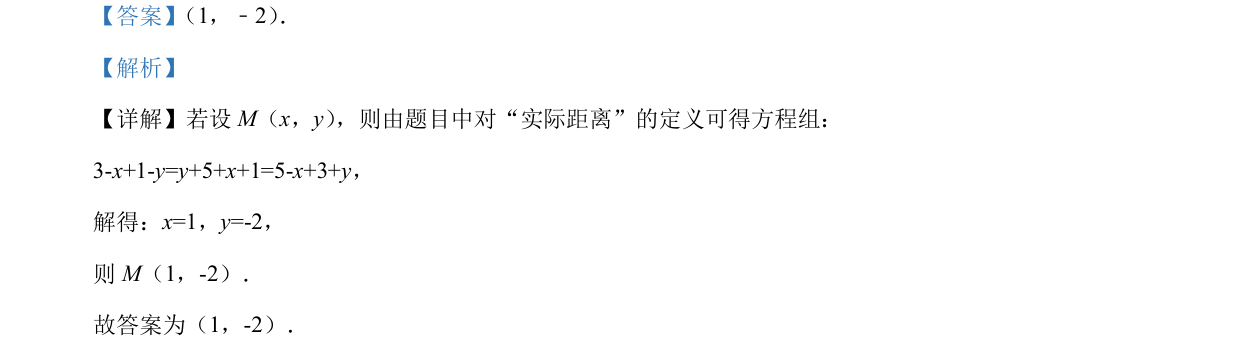 【答案】（1，﹣2）．
【解析】
【详解】若设 M（x，y），则由题目中对“实际距离”的定义可得方程组：
3-x+1-y=y+5+x+1=5-x+3+y，
解得：x=1，y=-2，
则 M（1，-2）．
故答案为（1，-2）．